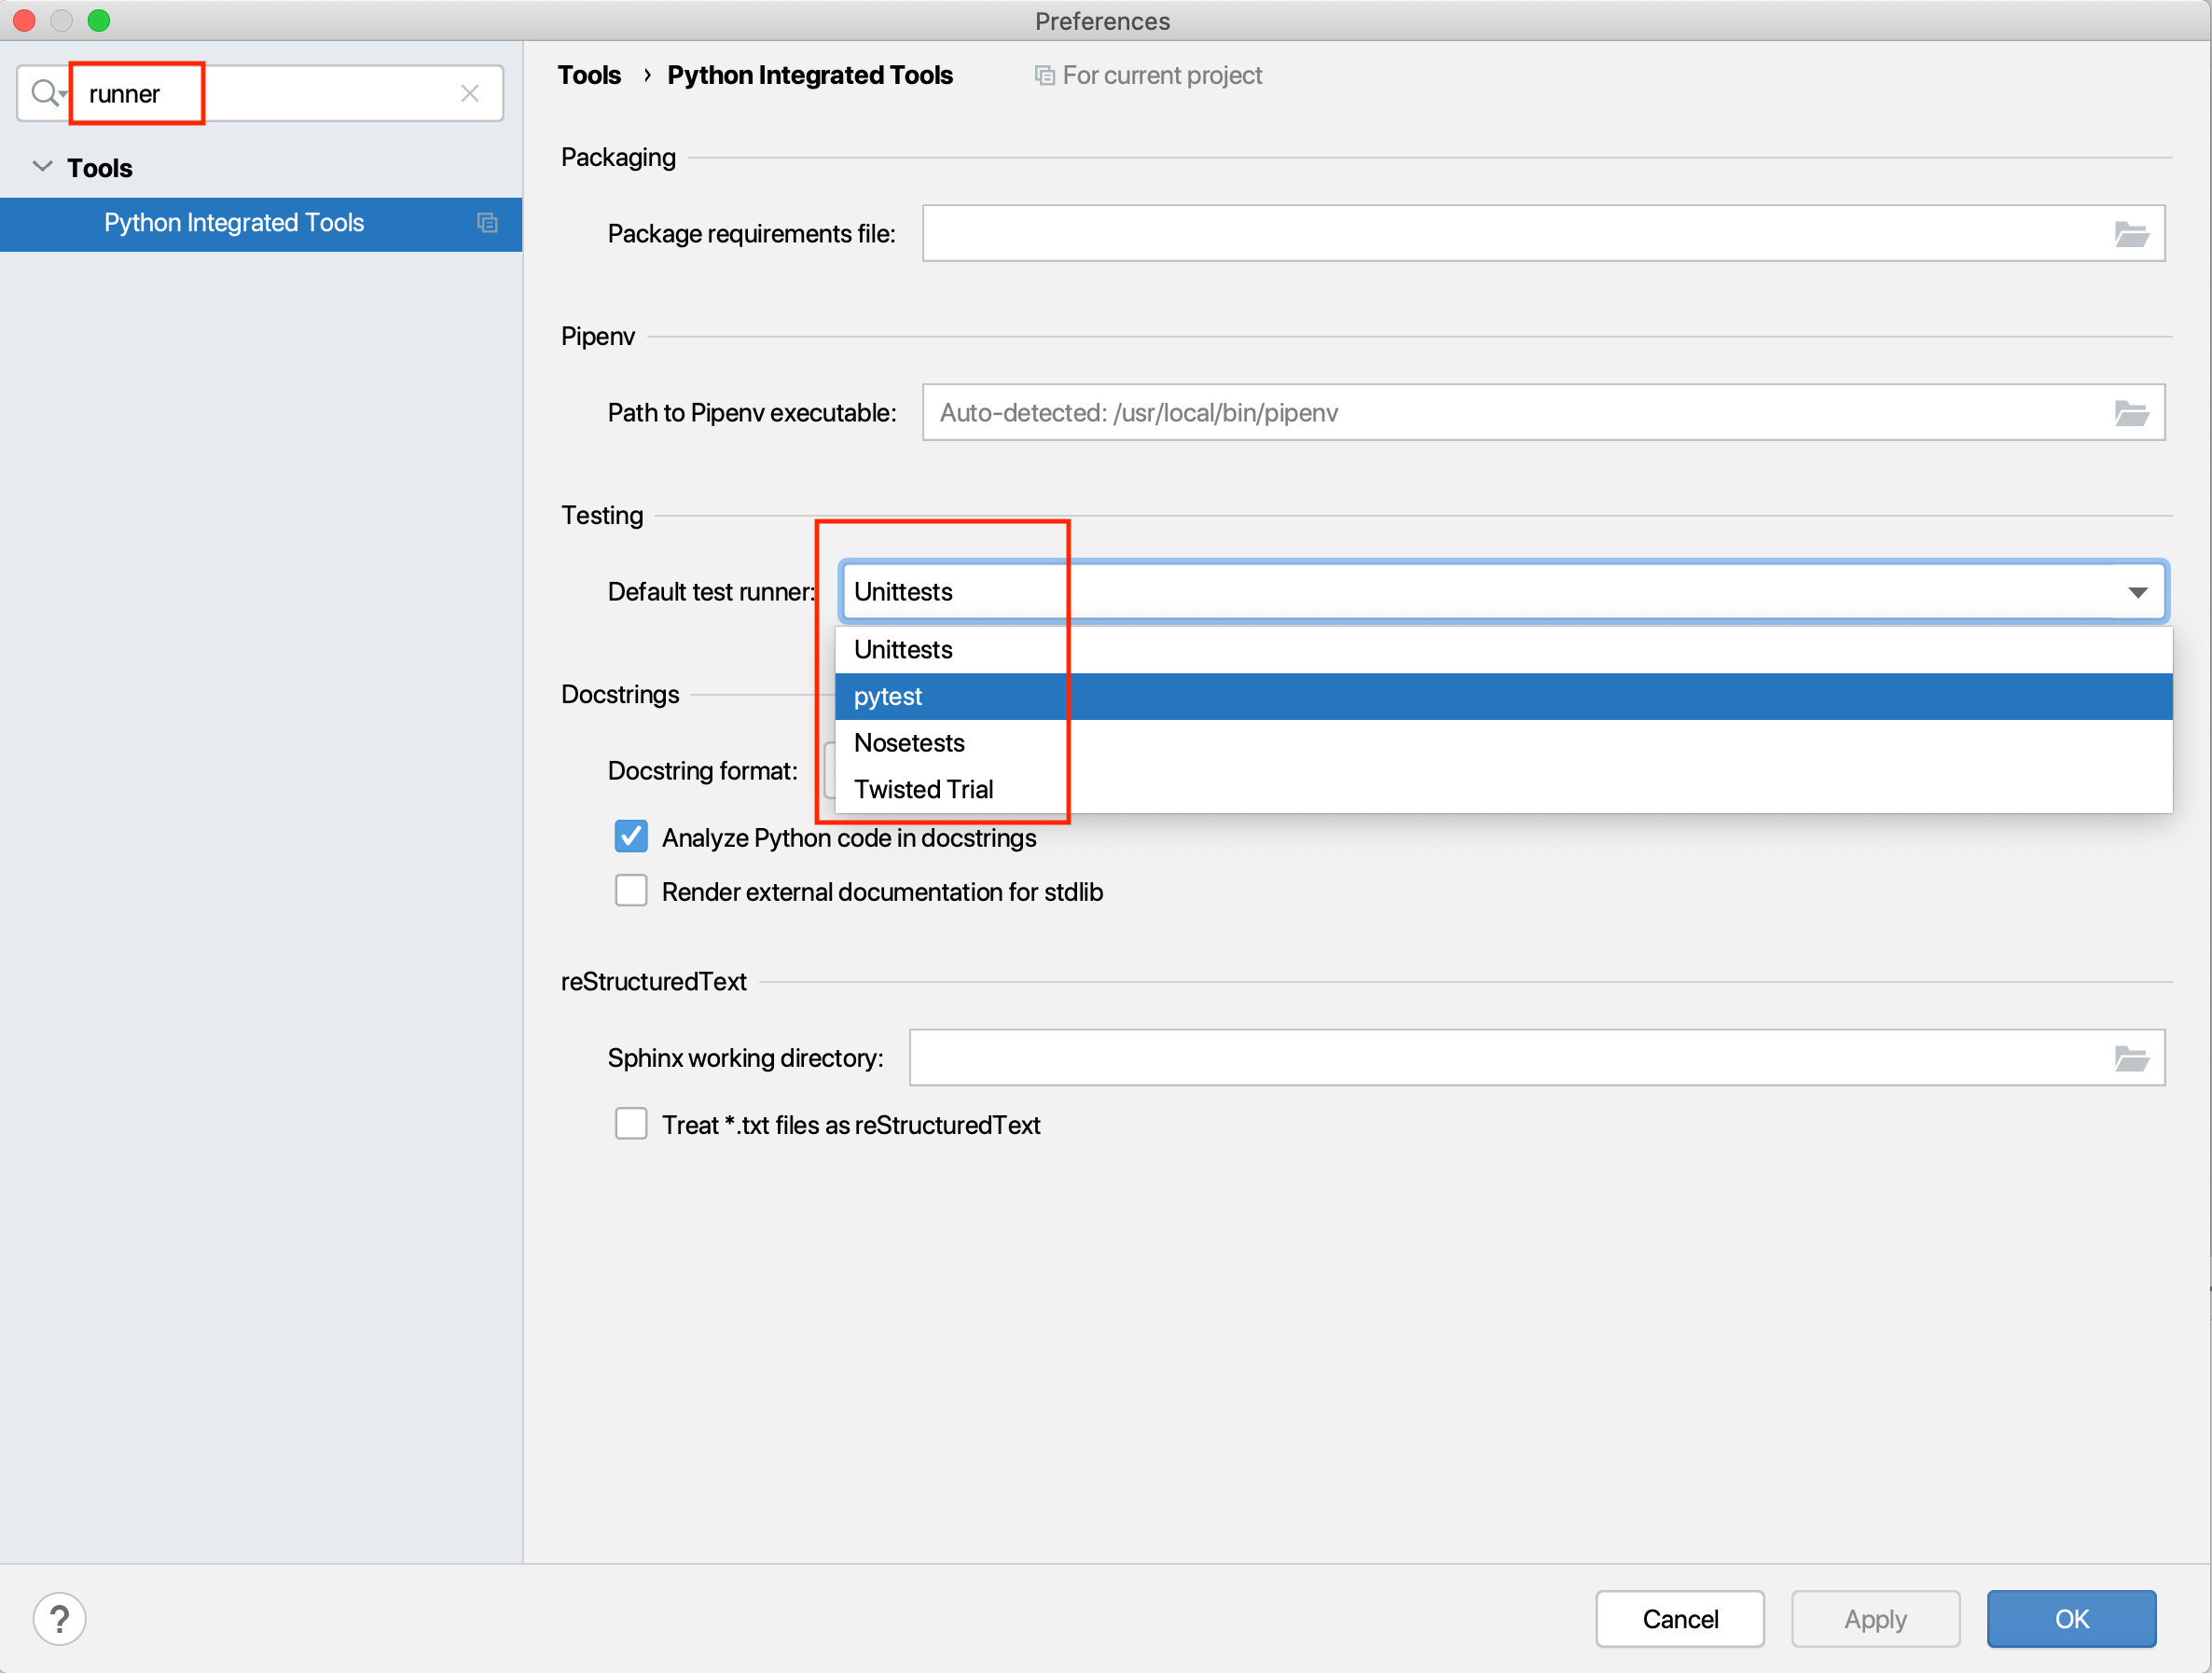 Preferences
runner
Tools
Python Integrated Tools
Tools › Python Integrated Tools For current project
Packaging
Package requirements file:
Pipenv
Path to Pipenv executable: Auto-detected: /usr/local/bin/pipenv
Testing
Default test runner: Unittests
Unittests
pytest
Nosetests
Twisted Trial
Docstrings
Docstring format:
Analyze Python code in docstrings
Render external documentation for stdlib
reStructuredText
Sphinx working directory:
Treat *.txt files as reStructuredText
? Cancel Apply OK